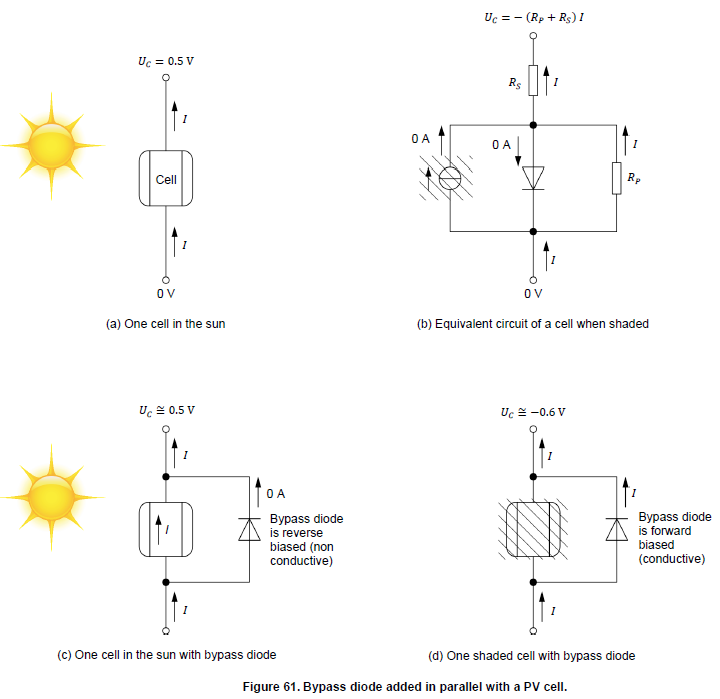 U_C = 0.5 V
I
Cell
I
0 V
(a) One cell in the sun
U_C = − (R_P + R_S) I
R_S
I
0 A
0 A
I
R_P
I
0 V
(b) Equivalent circuit of a cell when shaded
U_C ≅ 0.5 V
I
0 A
I
Bypass diode
is reverse
biased (non
conductive)
I
(c) One cell in the sun with bypass diode
U_C ≅ −0.6 V
I
I
Bypass diode
is forward
biased
(conductive)
I
(d) One shaded cell with bypass diode
Figure 61. Bypass diode added in parallel with a PV cell.